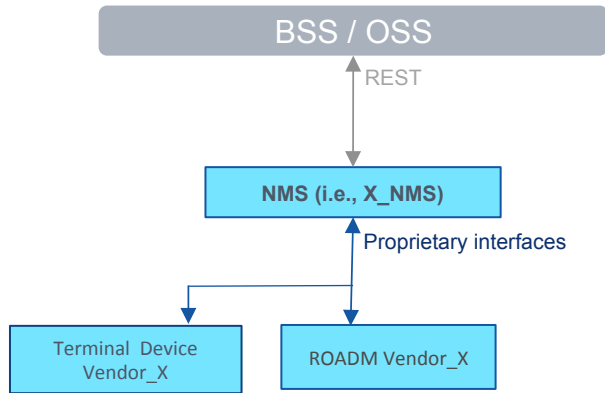 BSS / OSS
REST
NMS (i.e., X_NMS)
Proprietary interfaces
Terminal Device
Vendor_X
ROADM Vendor_X